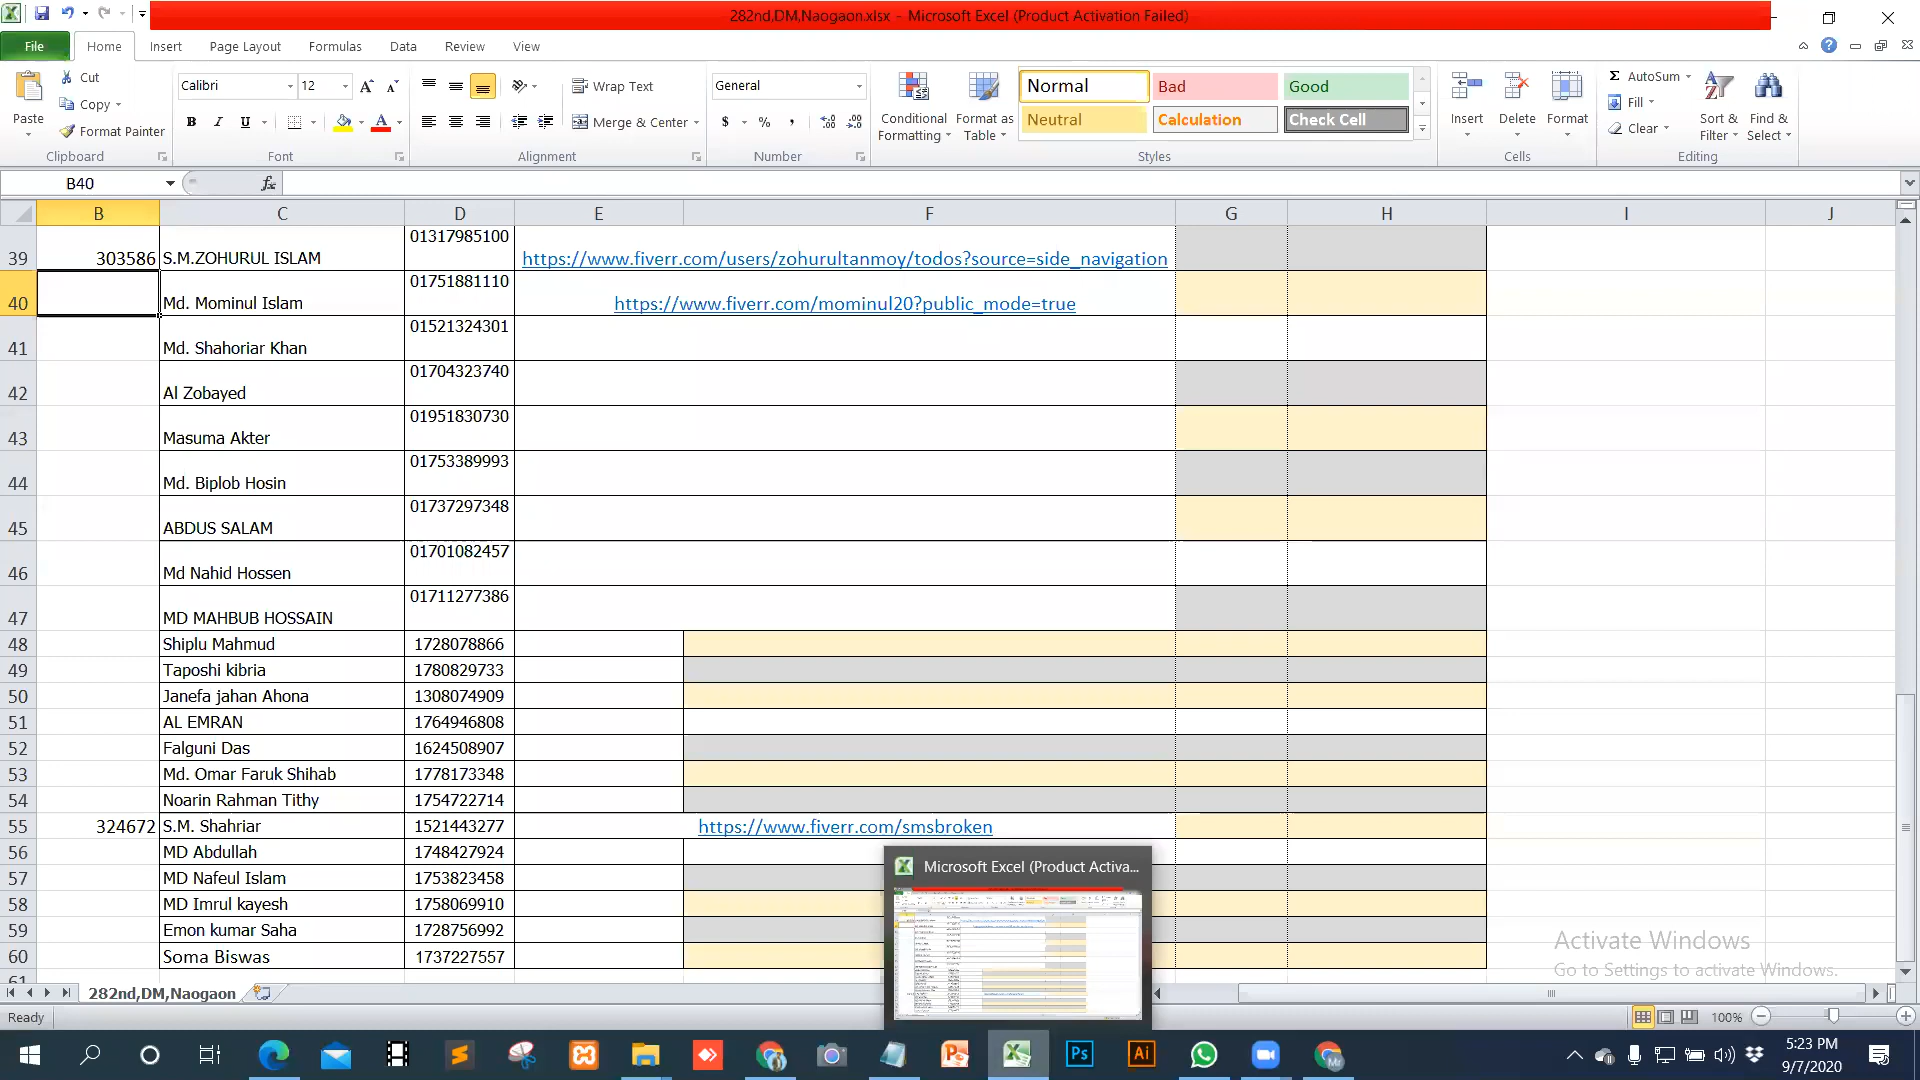 282nd,DM,Naogaon.xlsx - Microsoft Excel (Product Activation Failed)
File Home Insert Page Layout Formulas Data Review View
Paste
Cut
Copy
Format Painter
Clipboard
Calibri 12
B I U
Font
Wrap Text
Merge & Center
Alignment
General
$ % ,
Number
Conditional Formatting
Format as Table
Normal Bad Good
Neutral Calculation Check Cell
Styles
Insert Delete Format
Cells
Σ AutoSum
Fill
Clear
Sort & Filter
Find & Select
Editing
B40 fx
B C D E F G H I J
39 303586 S.M.ZOHURUL ISLAM 01317985100 https://www.fiverr.com/users/zohurultanmoy/todos?source=side_navigation
40 Md. Mominul Islam 01751881110 https://www.fiverr.com/mominul20?public_mode=true
41 Md. Shahoriar Khan 01521324301
42 Al Zobayed 01704323740
43 Masuma Akter 01951830730
44 Md. Biplob Hosin 01753389993
45 ABDUS SALAM 01737297348
46 Md Nahid Hossen 01701082457
47 MD MAHBUB HOSSAIN 01711277386
48 Shiplu Mahmud 1728078866
49 Taposhi kibria 1780829733
50 Janefa jahan Ahona 1308074909
51 AL EMRAN 1764946808
52 Falguni Das 1624508907
53 Md. Omar Faruk Shihab 1778173348
54 Noarin Rahman Tithy 1754722714
55 324672 S.M. Shahriar 1521443277 https://www.fiverr.com/smsbroken
56 MD Abdullah 1748427924
57 MD Nafeul Islam 1753823458
58 MD Imrul kayesh 1758069910
59 Emon kumar Saha 1728756992
60 Soma Biswas 1737227557
61
Microsoft Excel (Product Activa...
Activate Windows
Go to Settings to activate Windows.
282nd,DM,Naogaon
Ready 100%
Ps Ai
5:23 PM
9/7/2020